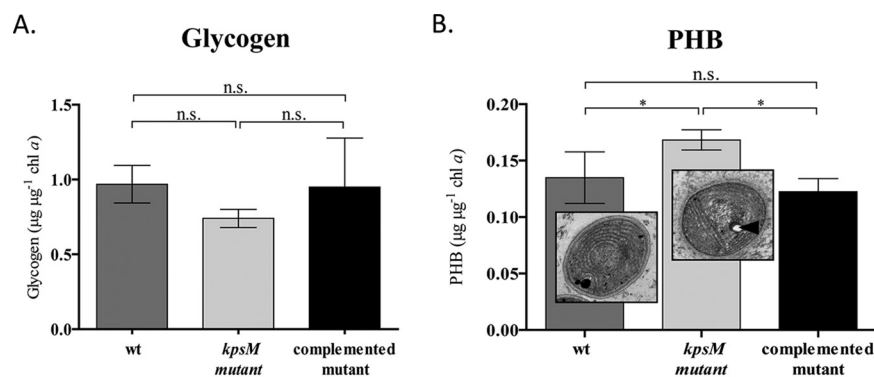 A.
Glycogen
n.s.
n.s.
n.s.
Glycogen (µg µg⁻¹ chl a)
1.5
1.0
0.5
0.0
wt
kpsM mutant
complemented mutant
B.
PHB
n.s.
*
*
PHB (µg µg⁻¹ chl a)
0.20
0.15
0.10
0.05
0.00
wt
kpsM mutant
complemented mutant